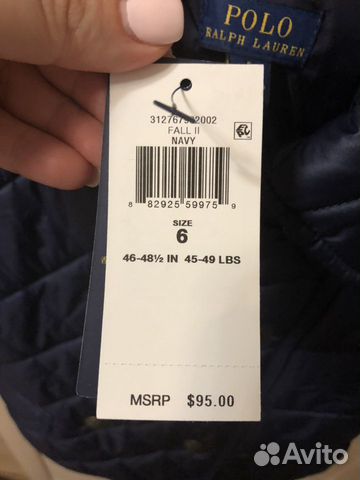 POLO
RALPH LAUREN
312767902002
FALL II
NAVY
8 82925 59975 9
SIZE
6
46-48½ IN 45-49 LBS
MSRP $95.00
Avito